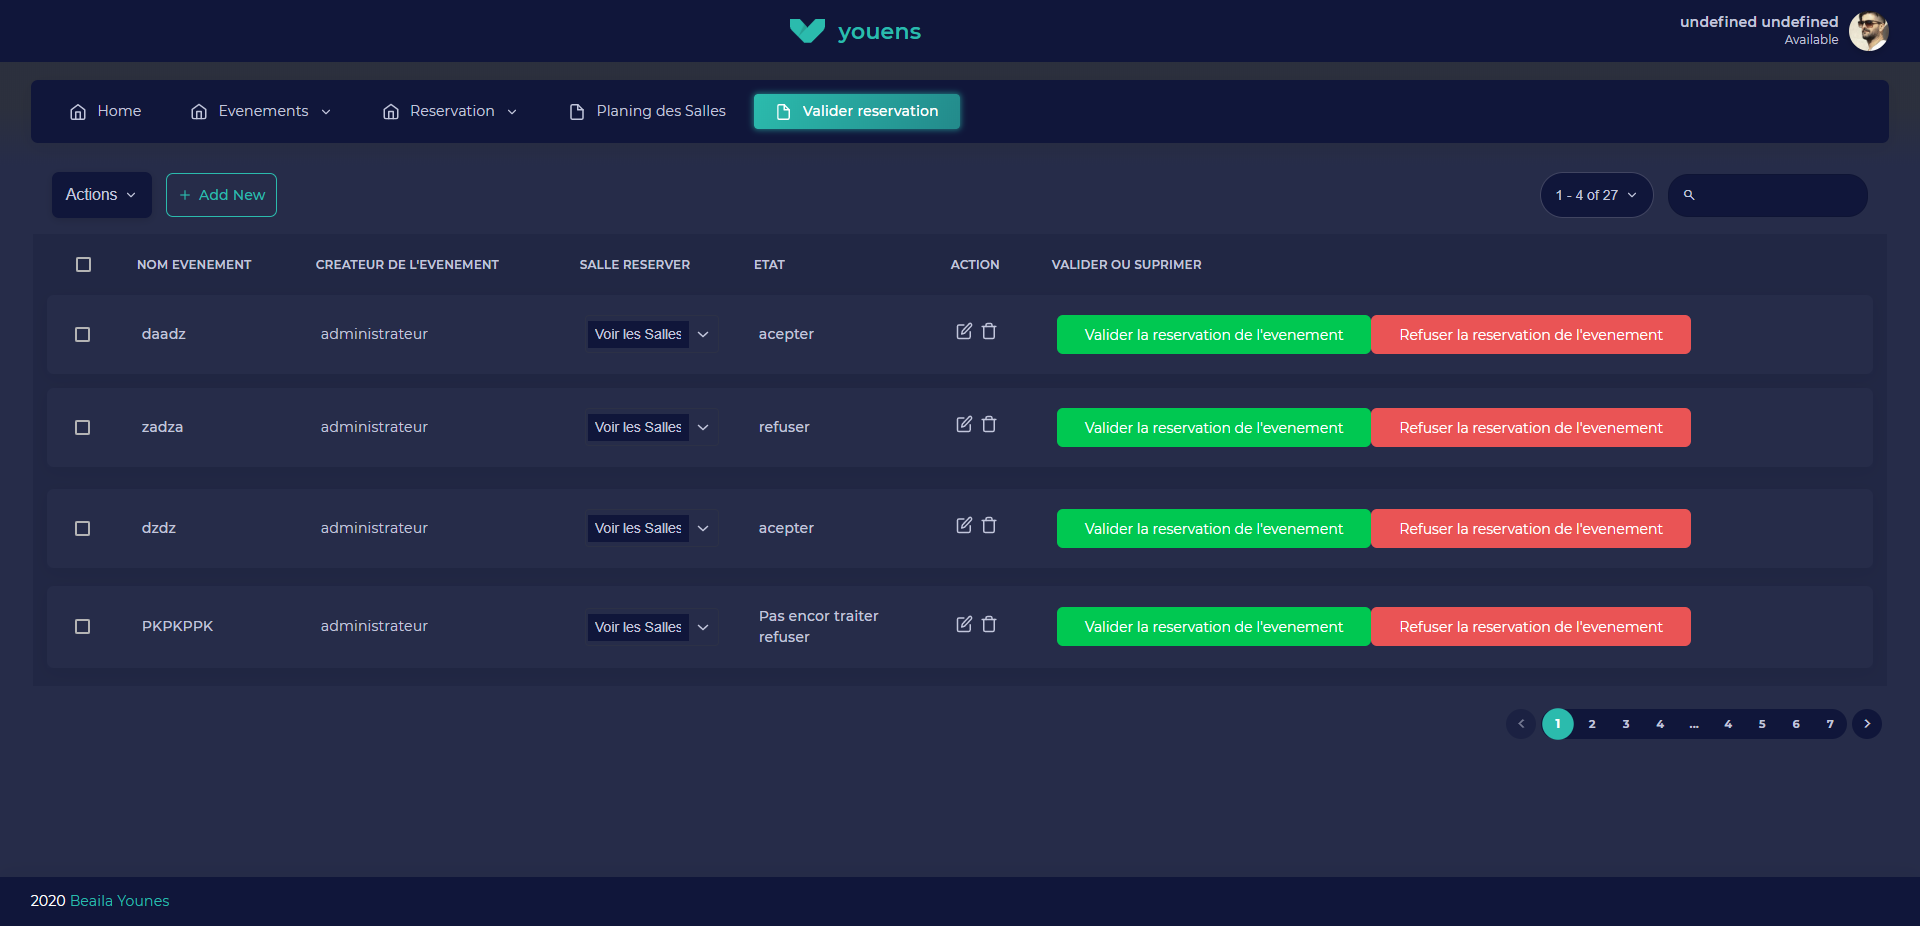 youens
undefined undefined
Available
Home
Evenements
Reservation
Planing des Salles
Valider reservation
Actions
+ Add New
1 - 4 of 27
NOM EVENEMENT
CREATEUR DE L'EVENEMENT
SALLE RESERVER
ETAT
ACTION
VALIDER OU SUPRIMER
daadz
administrateur
Voir les Salles
acepter
Valider la reservation de l'evenement
Refuser la reservation de l'evenement
zadza
administrateur
Voir les Salles
refuser
Valider la reservation de l'evenement
Refuser la reservation de l'evenement
dzdz
administrateur
Voir les Salles
acepter
Valider la reservation de l'evenement
Refuser la reservation de l'evenement
PKPKPPK
administrateur
Voir les Salles
Pas encor traiter
refuser
Valider la reservation de l'evenement
Refuser la reservation de l'evenement
1 2 3 4 ... 4 5 6 7
2020 Beaila Younes